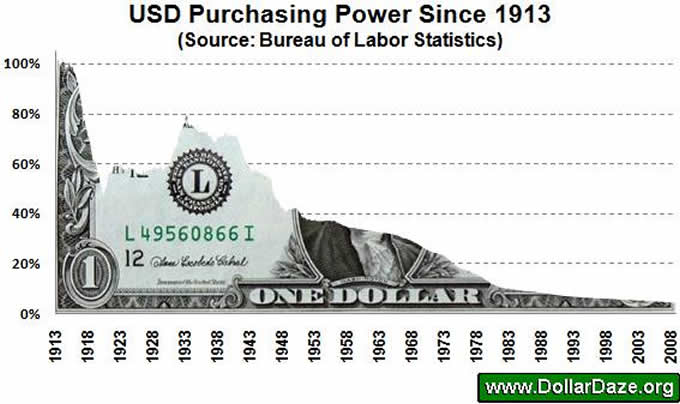 USD Purchasing Power Since 1913
(Source: Bureau of Labor Statistics)
100%
80%
60%
40%
20%
0%
L
L 49560866 I
12
1
ONE DOLLAR
1913 1918 1923 1928 1933 1938 1943 1948 1953 1958 1963 1968 1973 1978 1983 1988 1993 1998 2003 2008
www.DollarDaze.org